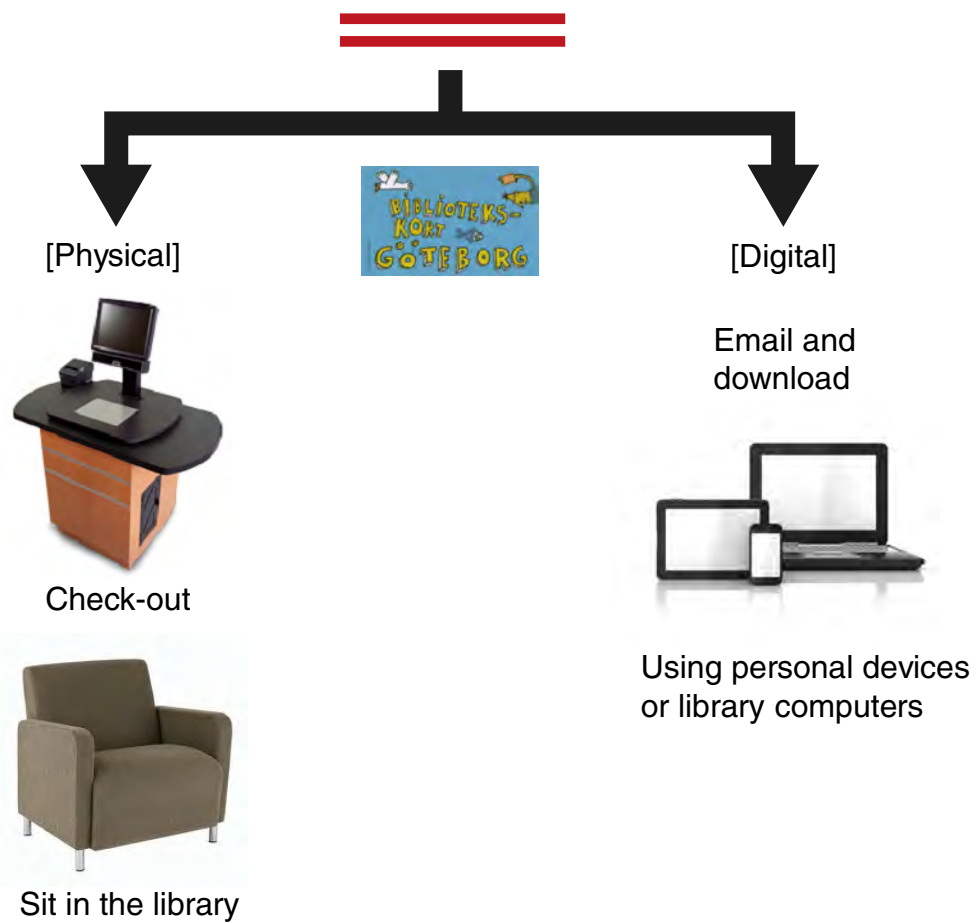 BIBLIOTEKS-
KORT
GÖTEBORG
[Physical]
[Digital]
Email and
download
Check-out
Using personal devices
or library computers
Sit in the library